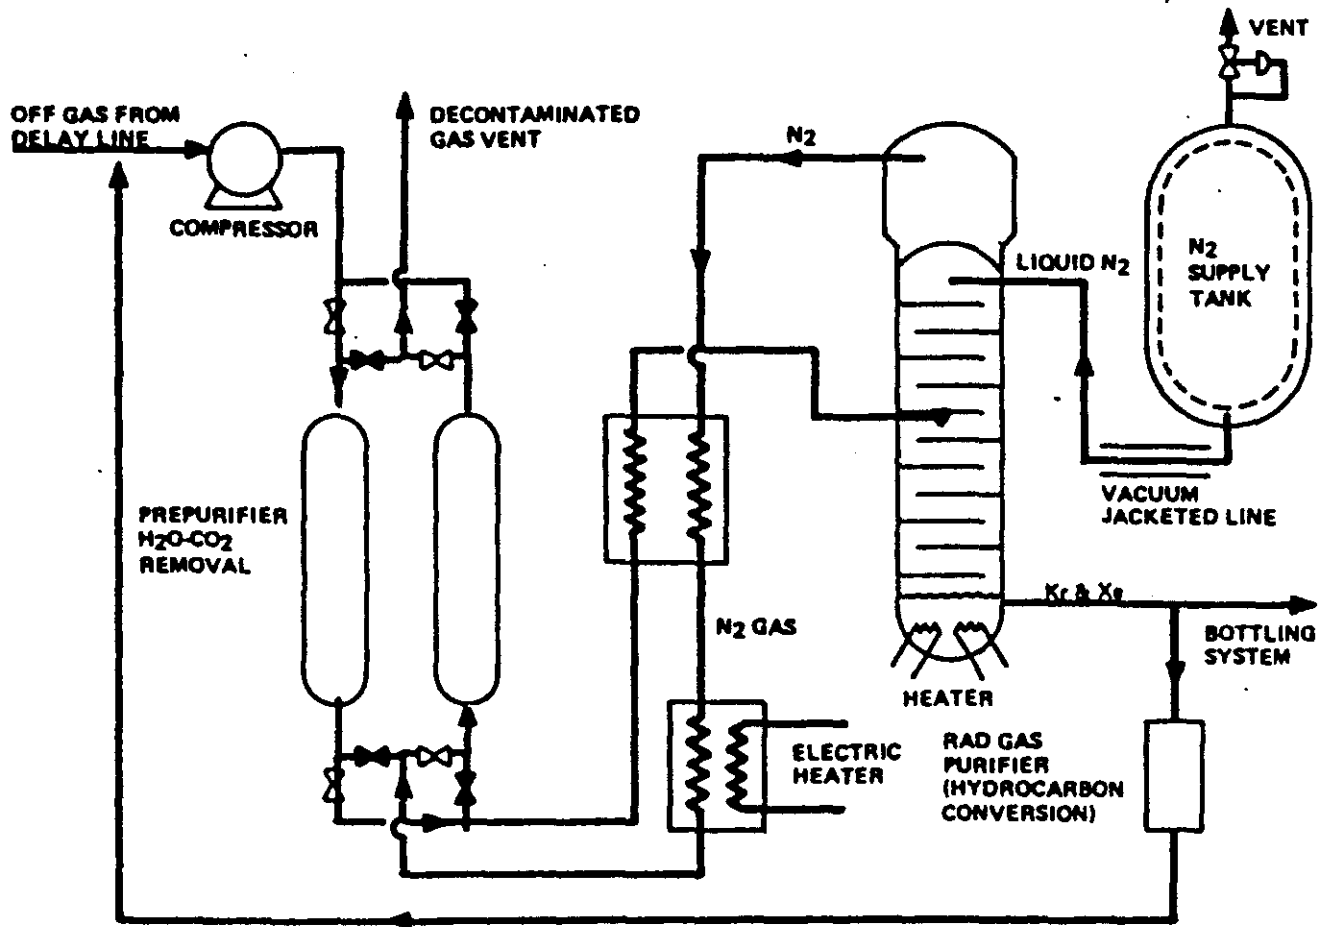 VENT
OFF GAS FROM
DELAY LINE
DECONTAMINATED
GAS VENT
N2
COMPRESSOR
LIQUID N2
N2
SUPPLY
TANK
PREPURIFIER
H2O-CO2
REMOVAL
VACUUM
JACKETED LINE
Kr & Xe
N2 GAS
BOTTLING
SYSTEM
HEATER
ELECTRIC
HEATER
RAD GAS
PURIFIER
(HYDROCARBON
CONVERSION)